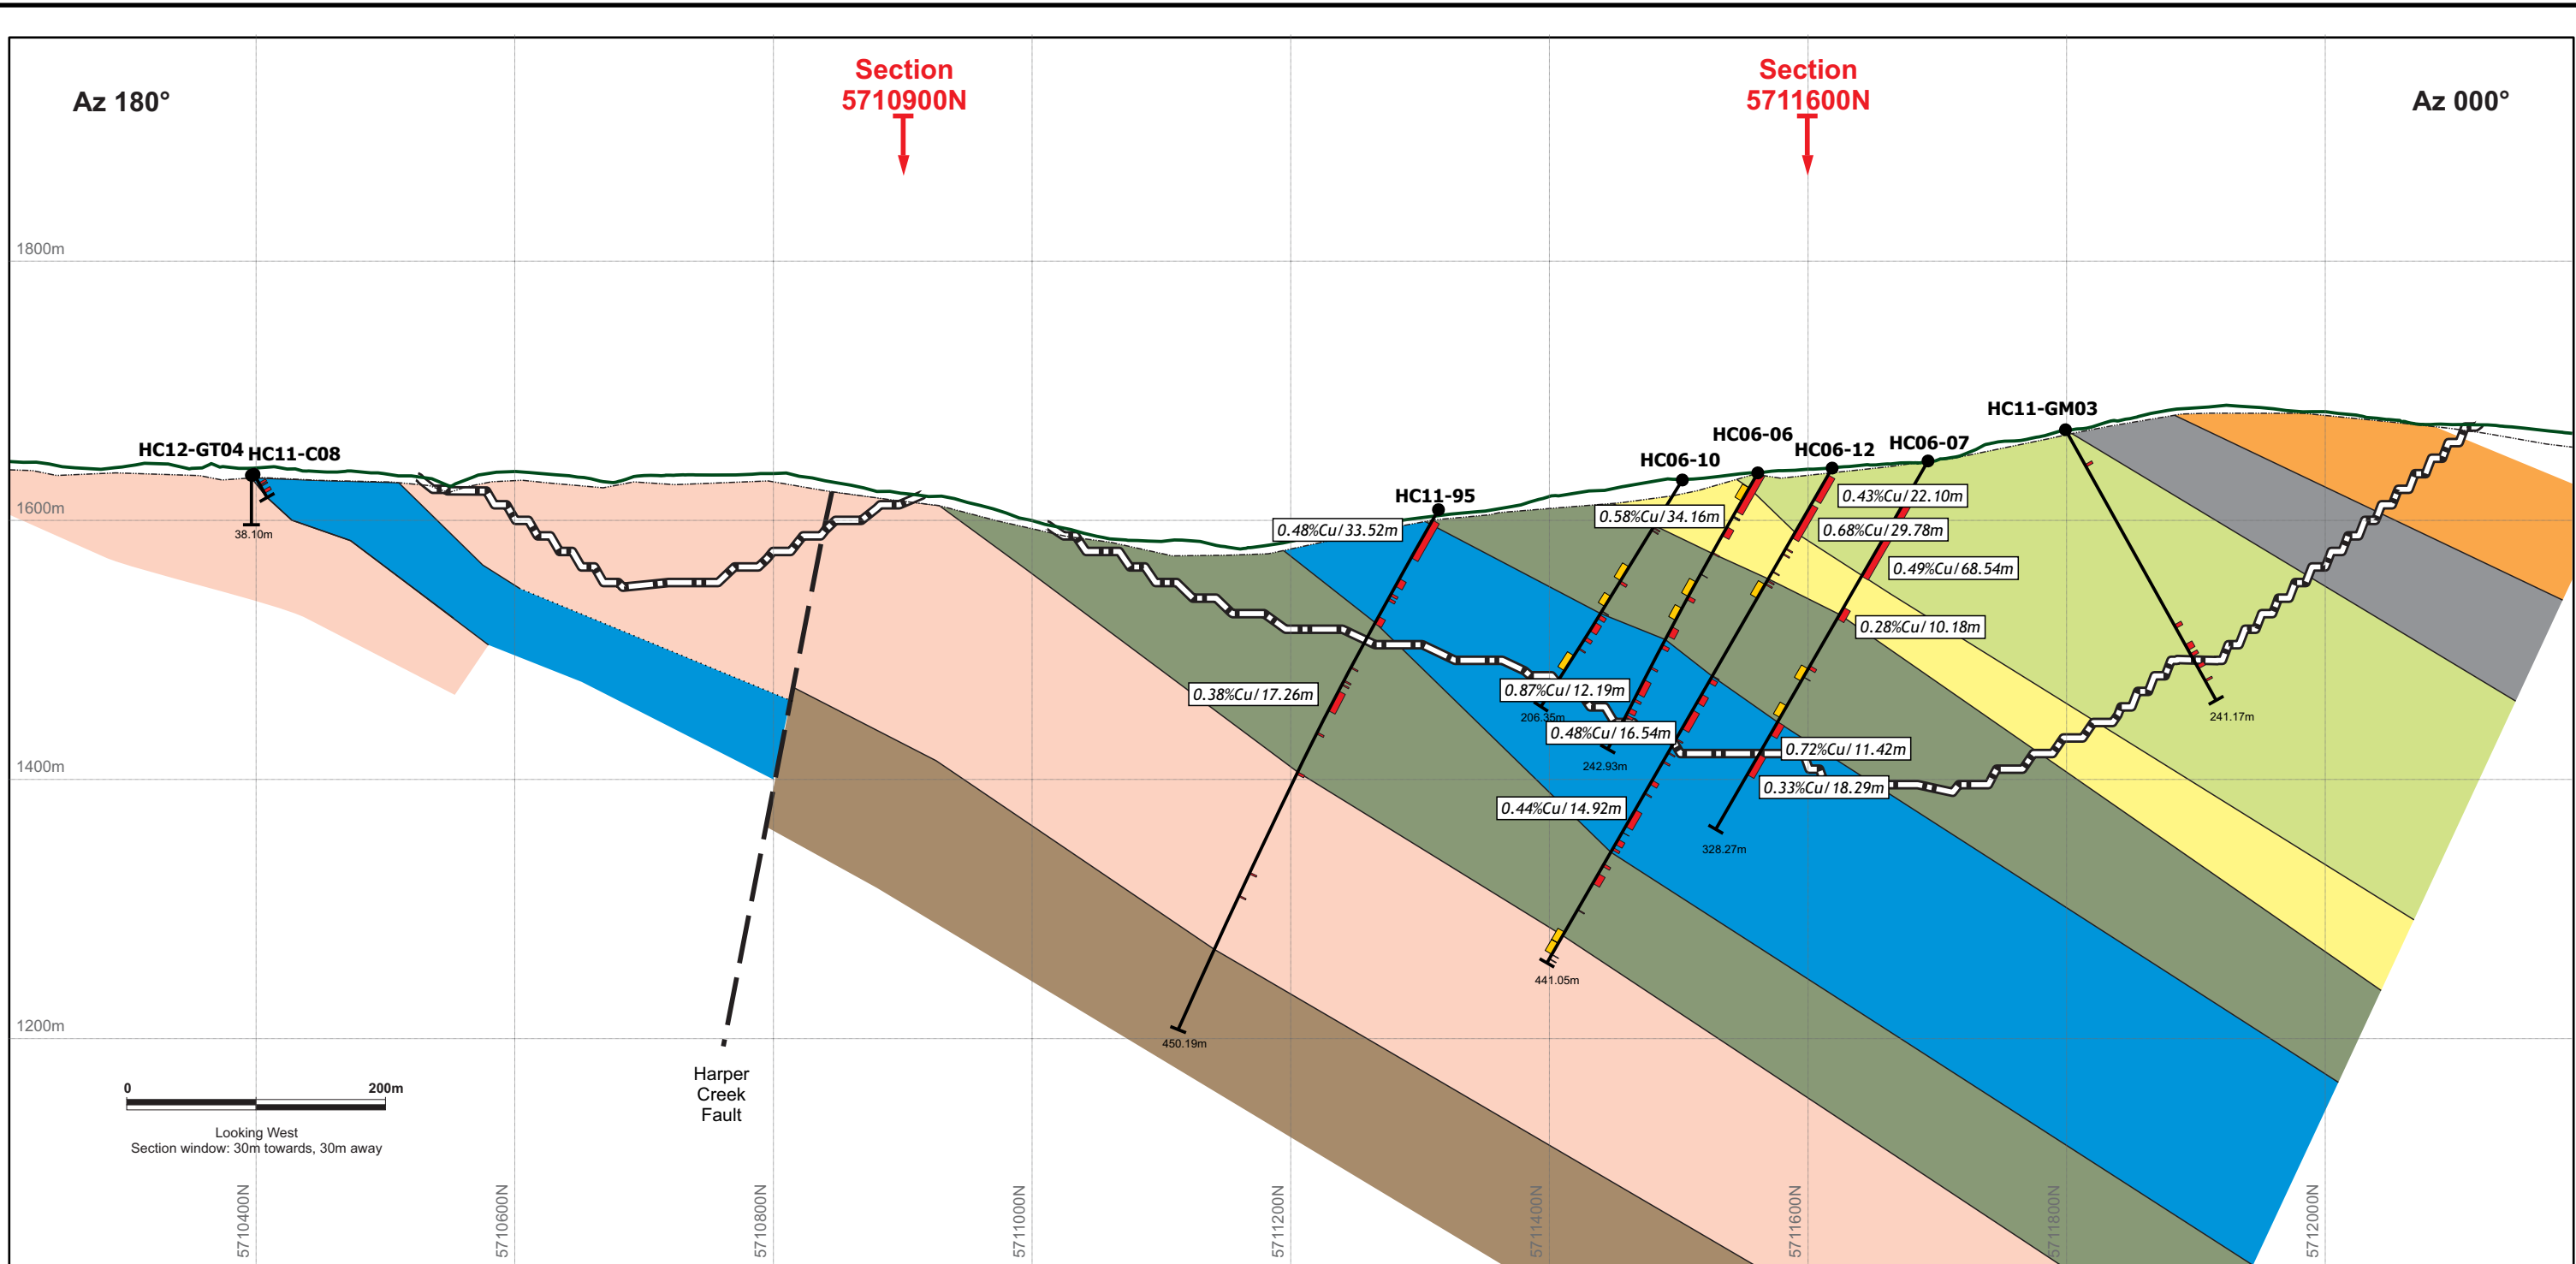 Section
5710900N
Section
5711600N
Az 180°
Az 000°
1800m
HC11-GM03
HC06-06
HC12-GT04
HC11-C08
HC06-10
HC06-12
HC06-07
HC11-95
1600m
0.43%Cu/22.10m
0.58%Cu/34.16m
0.48%Cu/33.52m
0.68%Cu/29.78m
38.10m
0.49%Cu/68.54m
0.28%Cu/10.18m
0.38%Cu/17.26m
0.87%Cu/12.19m
206.35m
241.17m
0.48%Cu/16.54m
0.72%Cu/11.42m
1400m
242.93m
0.33%Cu/18.29m
0.44%Cu/14.92m
328.27m
441.05m
1200m
450.19m
Harper
Creek
Fault
0 200m
Looking West
Section window: 30m towards, 30m away
5710400N
5710600N
5710800N
5711000N
5711200N
5711400N
5711600N
5711800N
5712000N